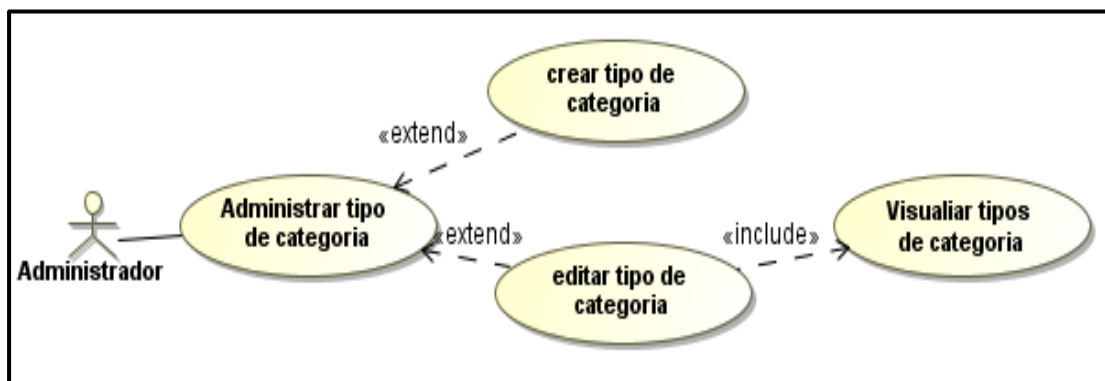 crear tipo de
categoria
«extend»
Administrar tipo
de categoria
Administrador
«extend»
editar tipo de
categoria
«include»
Visualiar tipos
de categoria